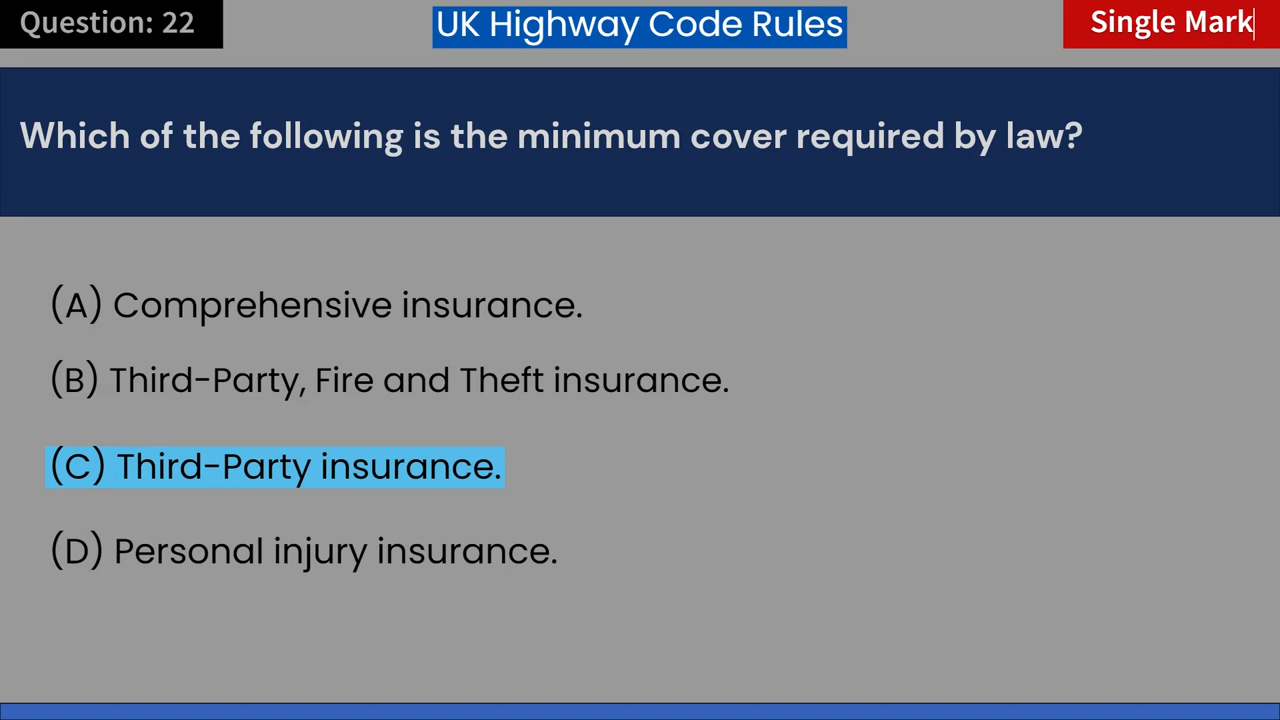 Question: 22
UK Highway Code Rules
Single Mark
Which of the following is the minimum cover required by law?
(A) Comprehensive insurance.
(B) Third-Party, Fire and Theft insurance.
(C) Third-Party insurance.
(D) Personal injury insurance.